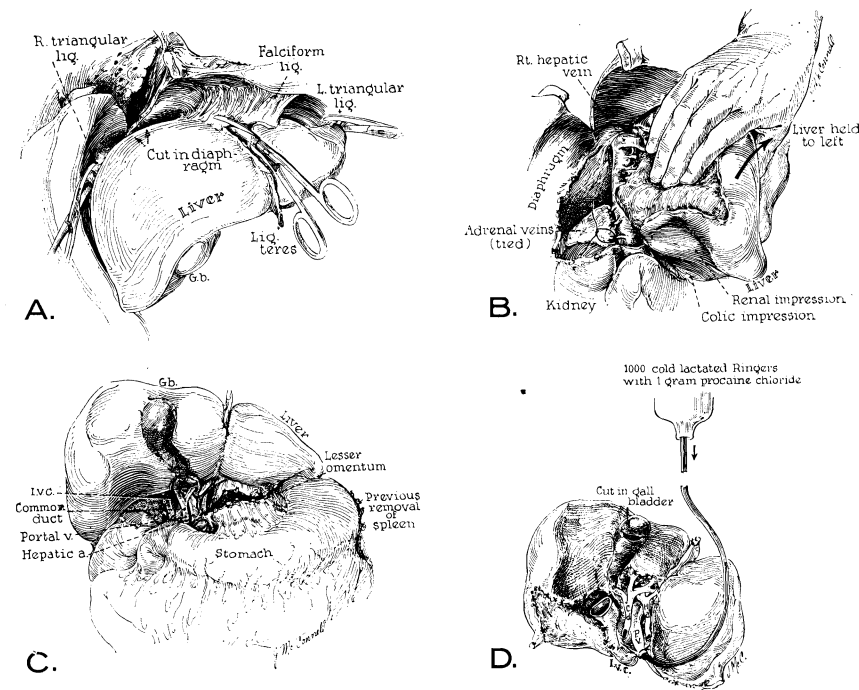 R. triangular
lig.
Falciform
lig.
L. triangular
lig.
Cut in diaph-
ragm
Liver
Lig.
teres
G.b.
A.
Rt. hepatic
vein
Liver held
to left
Diaphragm
Adrenal veins
(tied)
Kidney
Liver
Renal impression
Colic impression
B.
G.b.
Liver
Lesser
omentum
I.v.c.
Common
duct
Portal v.
Hepatic a.
Previous
removal
of
spleen
Stomach
C.
1000 cold lactated Ringers
with 1 gram procaine chloride
Cut in gall
bladder
P.v.
I.v.c.
D.